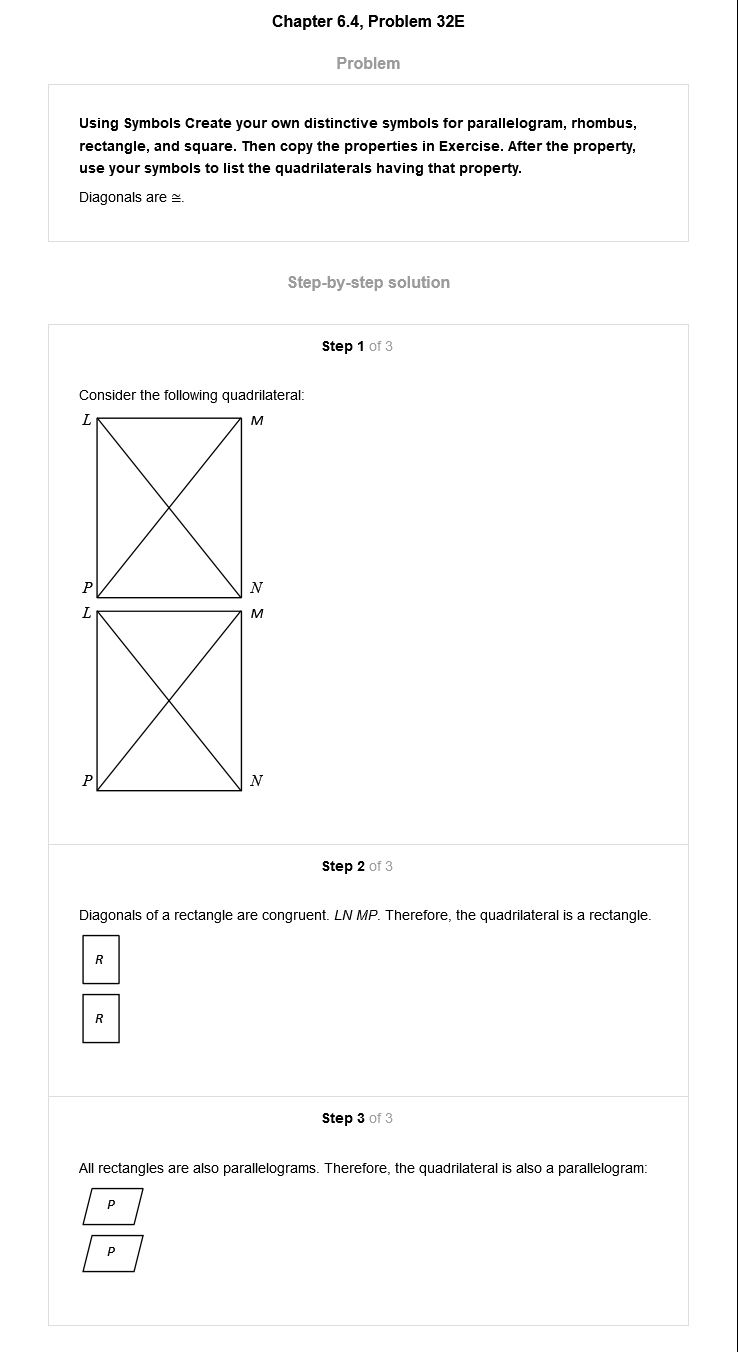 Chapter 6.4, Problem 32E
Problem
Using Symbols Create your own distinctive symbols for parallelogram, rhombus,
rectangle, and square. Then copy the properties in Exercise. After the property,
use your symbols to list the quadrilaterals having that property.
Diagonals are ≅.
Step-by-step solution
Step 1 of 3
Consider the following quadrilateral:
L M
P N
L M
P N
Step 2 of 3
Diagonals of a rectangle are congruent. LN MP. Therefore, the quadrilateral is a rectangle.
R
R
Step 3 of 3
All rectangles are also parallelograms. Therefore, the quadrilateral is also a parallelogram:
P
P